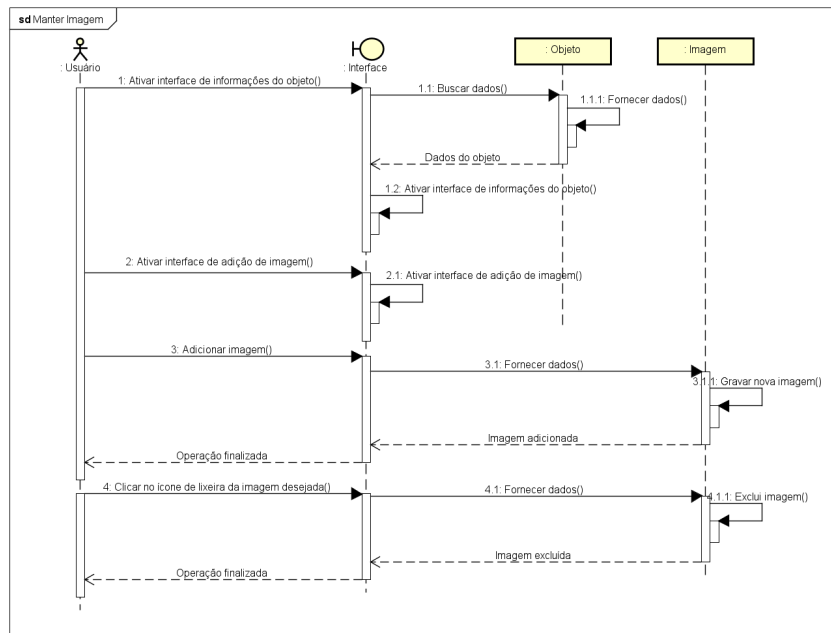 sd Manter Imagem
: Usuário
: Interface
: Objeto
: Imagem
1: Ativar interface de informações do objeto()
1.1: Buscar dados()
1.1.1: Fornecer dados()
Dados do objeto
1.2: Ativar interface de informações do objeto()
2: Ativar interface de adição de imagem()
2.1: Ativar interface de adição de imagem()
3: Adicionar imagem()
3.1: Fornecer dados()
3.1.1: Gravar nova imagem()
Imagem adicionada
Operação finalizada
4: Clicar no ícone de lixeira da imagem desejada()
4.1: Fornecer dados()
4.1.1: Exclui imagem()
Imagem excluída
Operação finalizada